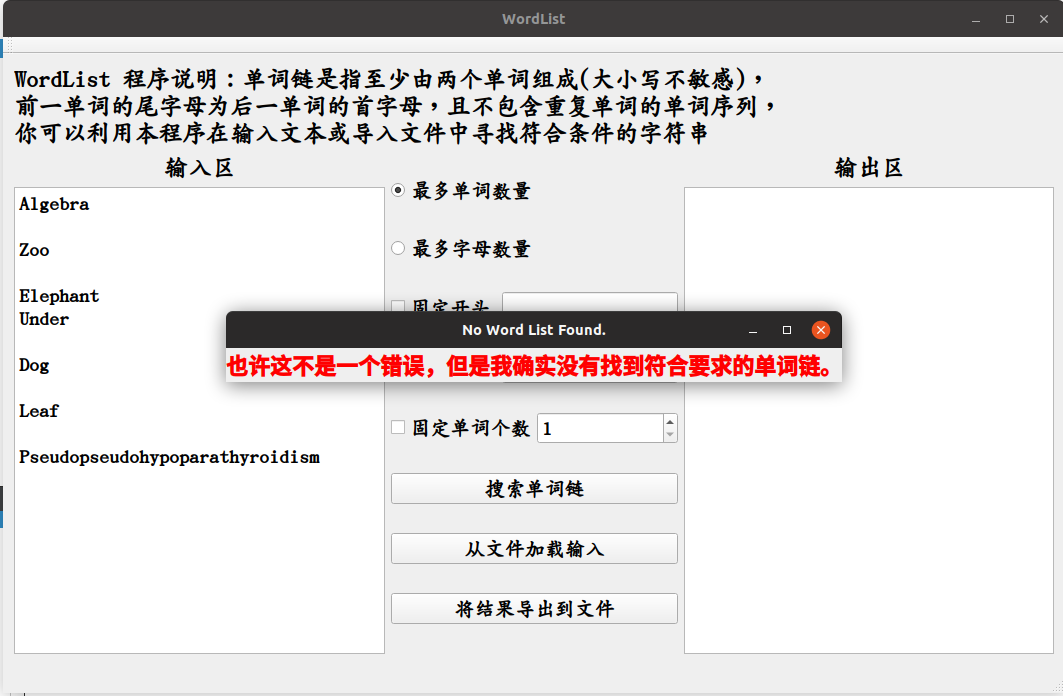 WordList
WordList 程序说明：单词链是指至少由两个单词组成(大小写不敏感)，
前一单词的尾字母为后一单词的首字母，且不包含重复单词的单词序列，
你可以利用本程序在输入文本或导入文件中寻找符合条件的字符串
输入区
输出区
Algebra
Zoo
Elephant
Under
Dog
Leaf
Pseudopseudohypoparathyroidism
最多单词数量
最多字母数量
固定开头
No Word List Found.
也许这不是一个错误，但是我确实没有找到符合要求的单词链。
固定单词个数 1
搜索单词链
从文件加载输入
将结果导出到文件